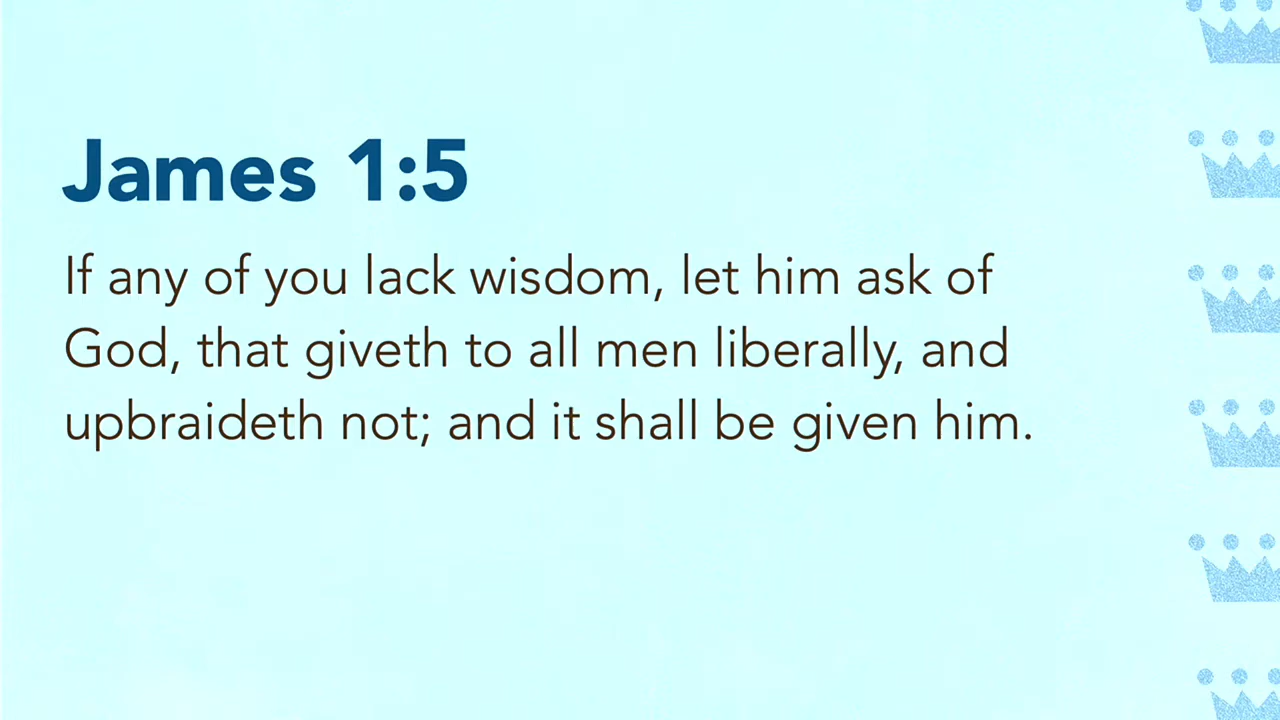 James 1:5
If any of you lack wisdom, let him ask of
God, that giveth to all men liberally, and
upbraideth not; and it shall be given him.